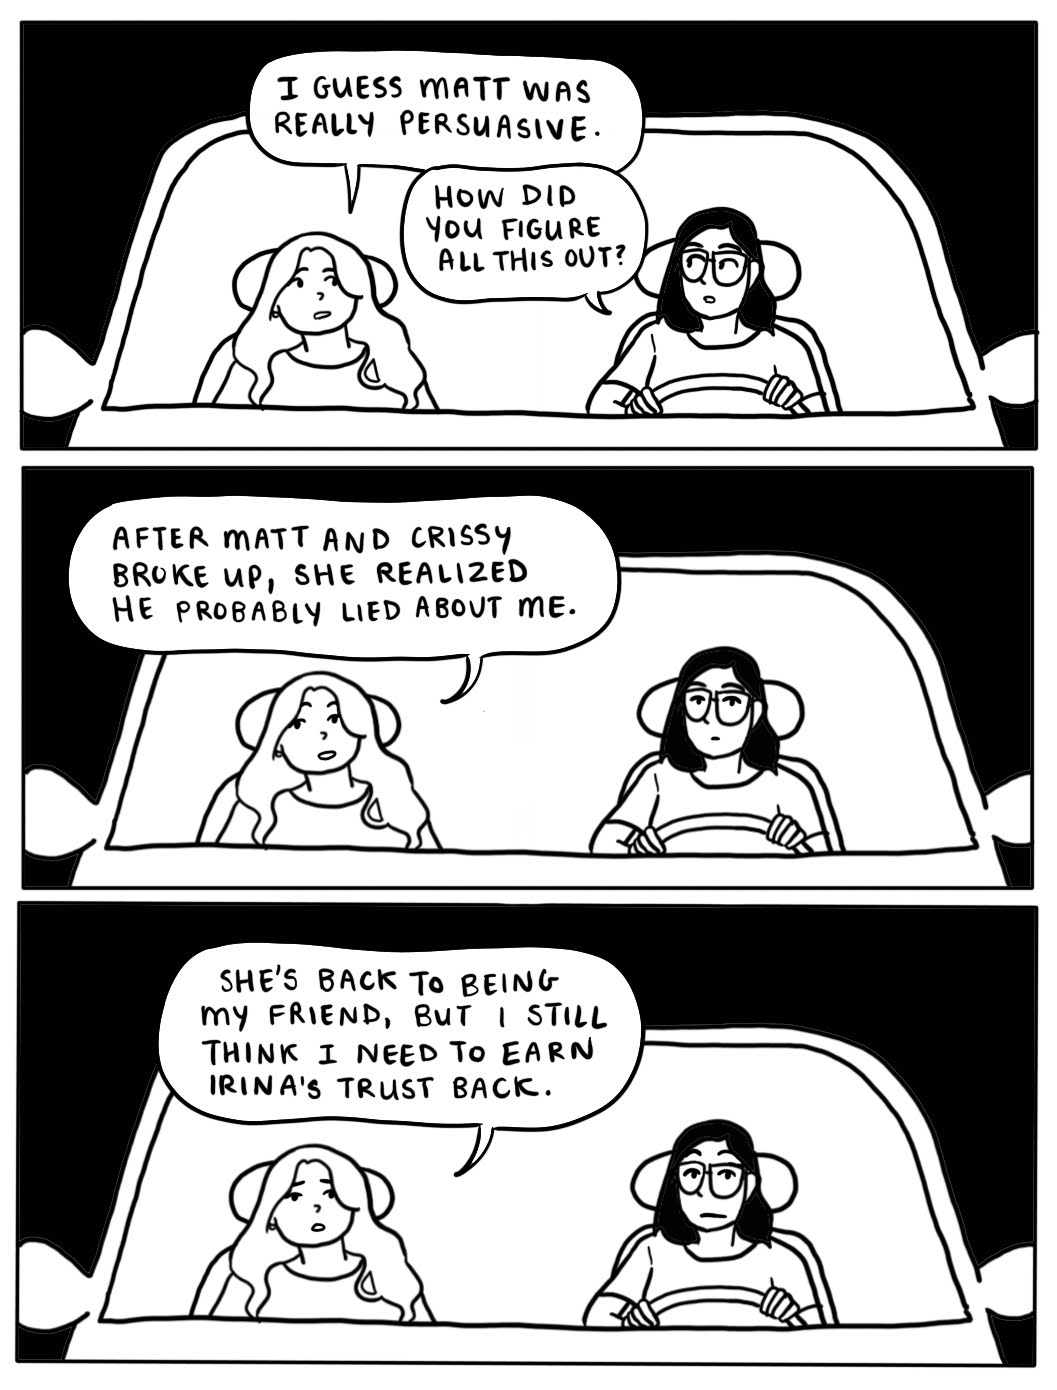 I GUESS MATT WAS
REALLY PERSUASIVE.
HOW DID
YOU FIGURE
ALL THIS OUT?
AFTER MATT AND CRISSY
BROKE UP, SHE REALIZED
HE PROBABLY LIED ABOUT ME.
SHE'S BACK TO BEING
MY FRIEND, BUT I STILL
THINK I NEED TO EARN
IRINA'S TRUST BACK.